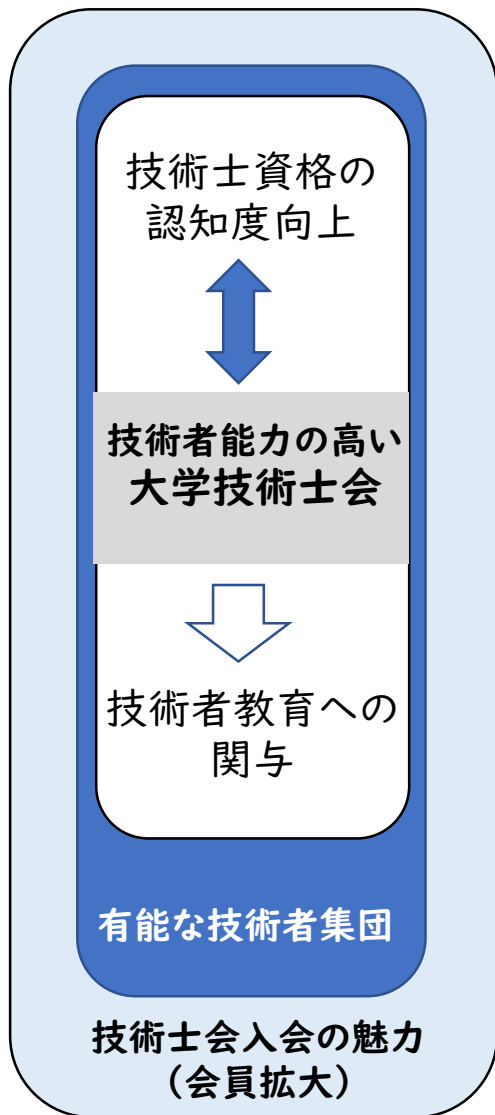 技術士資格の
認知度向上
技術者能力の高い
大学技術士会
技術者教育への
関与
有能な技術者集団
技術士会入会の魅力
（会員拡大）